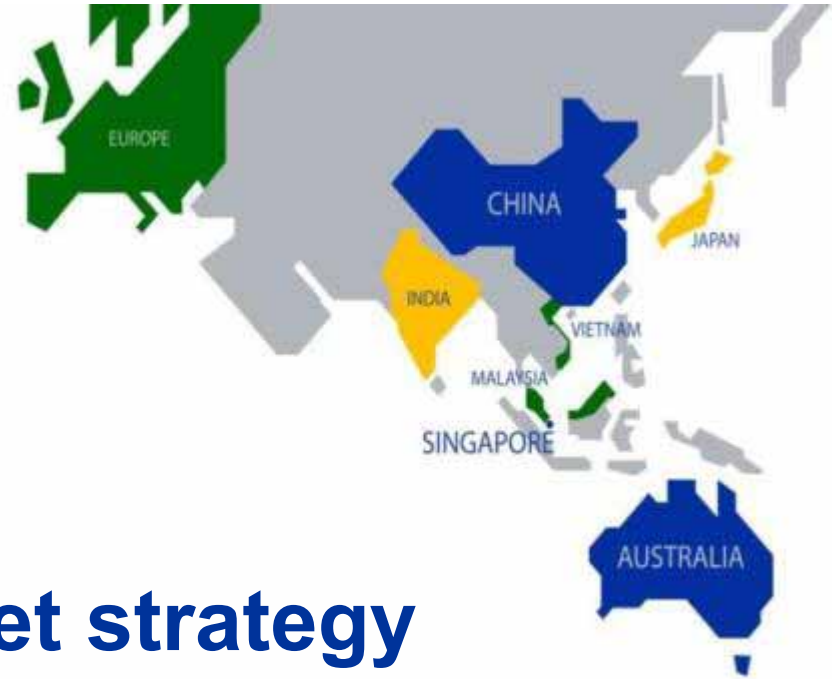 EUROPE
CHINA
JAPAN
INDIA
VIETNAM
MALAYSIA
SINGAPORE
AUSTRALIA
et strategy